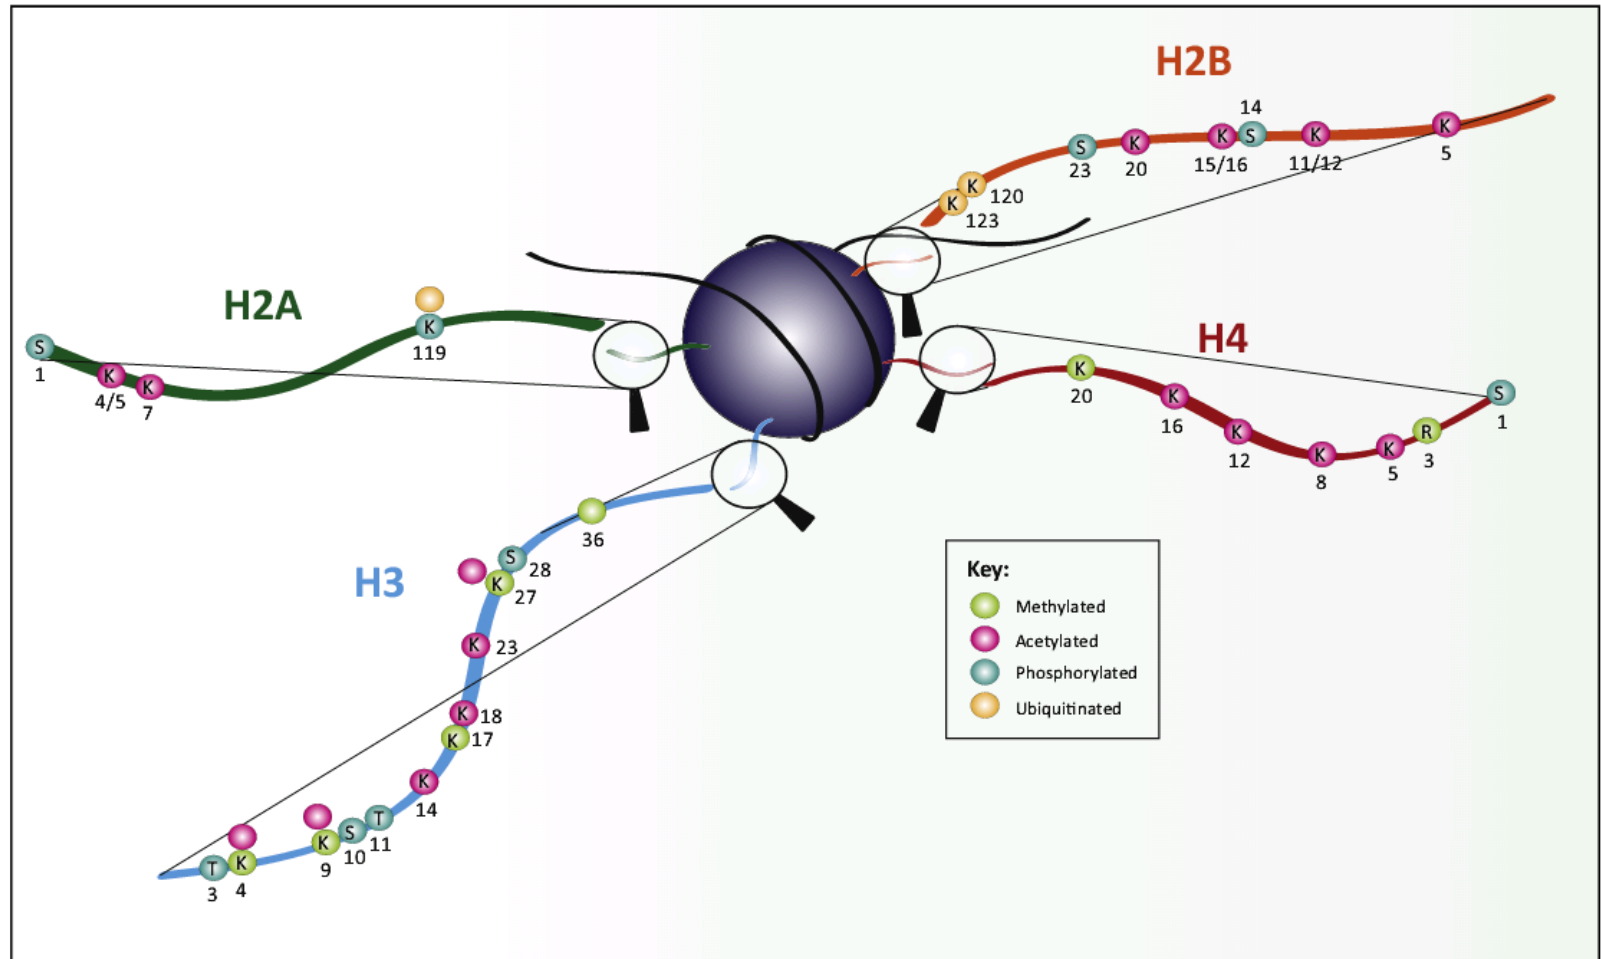 H2B
14
S K K S K K
23 20 15/16 11/12 5
K 120
K 123
H2A
K
119
S
1
K K
4/5 7
H4
K
20
K
16
K
12
K
8
K
5
R
3
S
1
H3
36
S 28
K 27
K 23
K 18
K 17
K
14
T
11
S
10
K
9
K
4
T
3
Key:
Methylated
Acetylated
Phosphorylated
Ubiquitinated